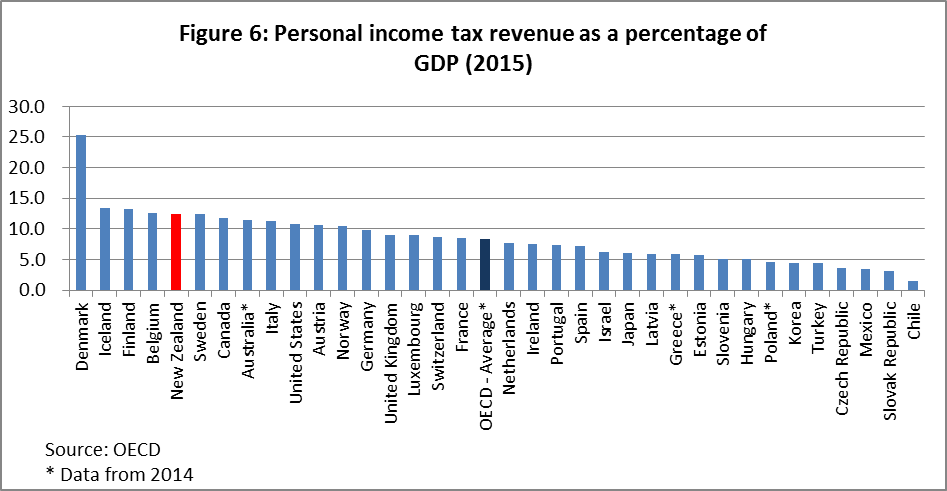 Figure 6: Personal income tax revenue as a percentage of
GDP (2015)
30.0
25.0
20.0
15.0
10.0
5.0
0.0
Denmark
Iceland
Finland
Belgium
New Zealand
Sweden
Canada
Australia*
Italy
United States
Austria
Norway
Germany
United Kingdom
Luxembourg
Switzerland
France
OECD - Average*
Netherlands
Ireland
Portugal
Spain
Israel
Japan
Latvia
Greece*
Estonia
Slovenia
Hungary
Poland*
Korea
Turkey
Czech Republic
Mexico
Slovak Republic
Chile
Source: OECD
* Data from 2014